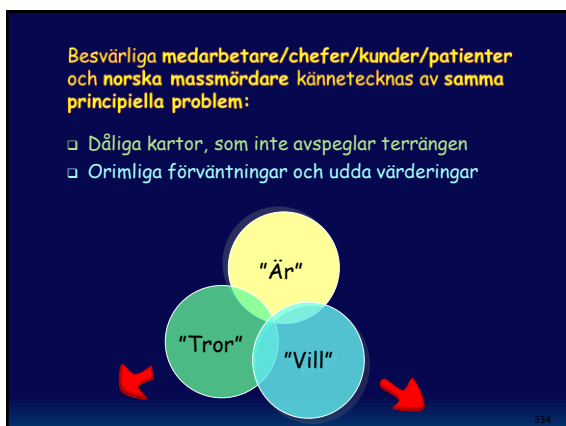 Besvärliga medarbetare/chefer/kunder/patienter
och norska massmördare kännetecknas av samma
principiella problem:
❑ Dåliga kartor, som inte avspeglar terrängen
❑ Orimliga förväntningar och udda värderingar
"Är"
"Tror"
"Vill"
334